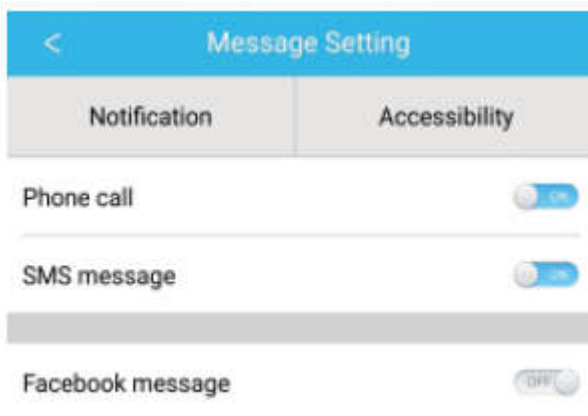 < Message Setting
Notification Accessibility
Phone call ON
SMS message ON
Facebook message OFF